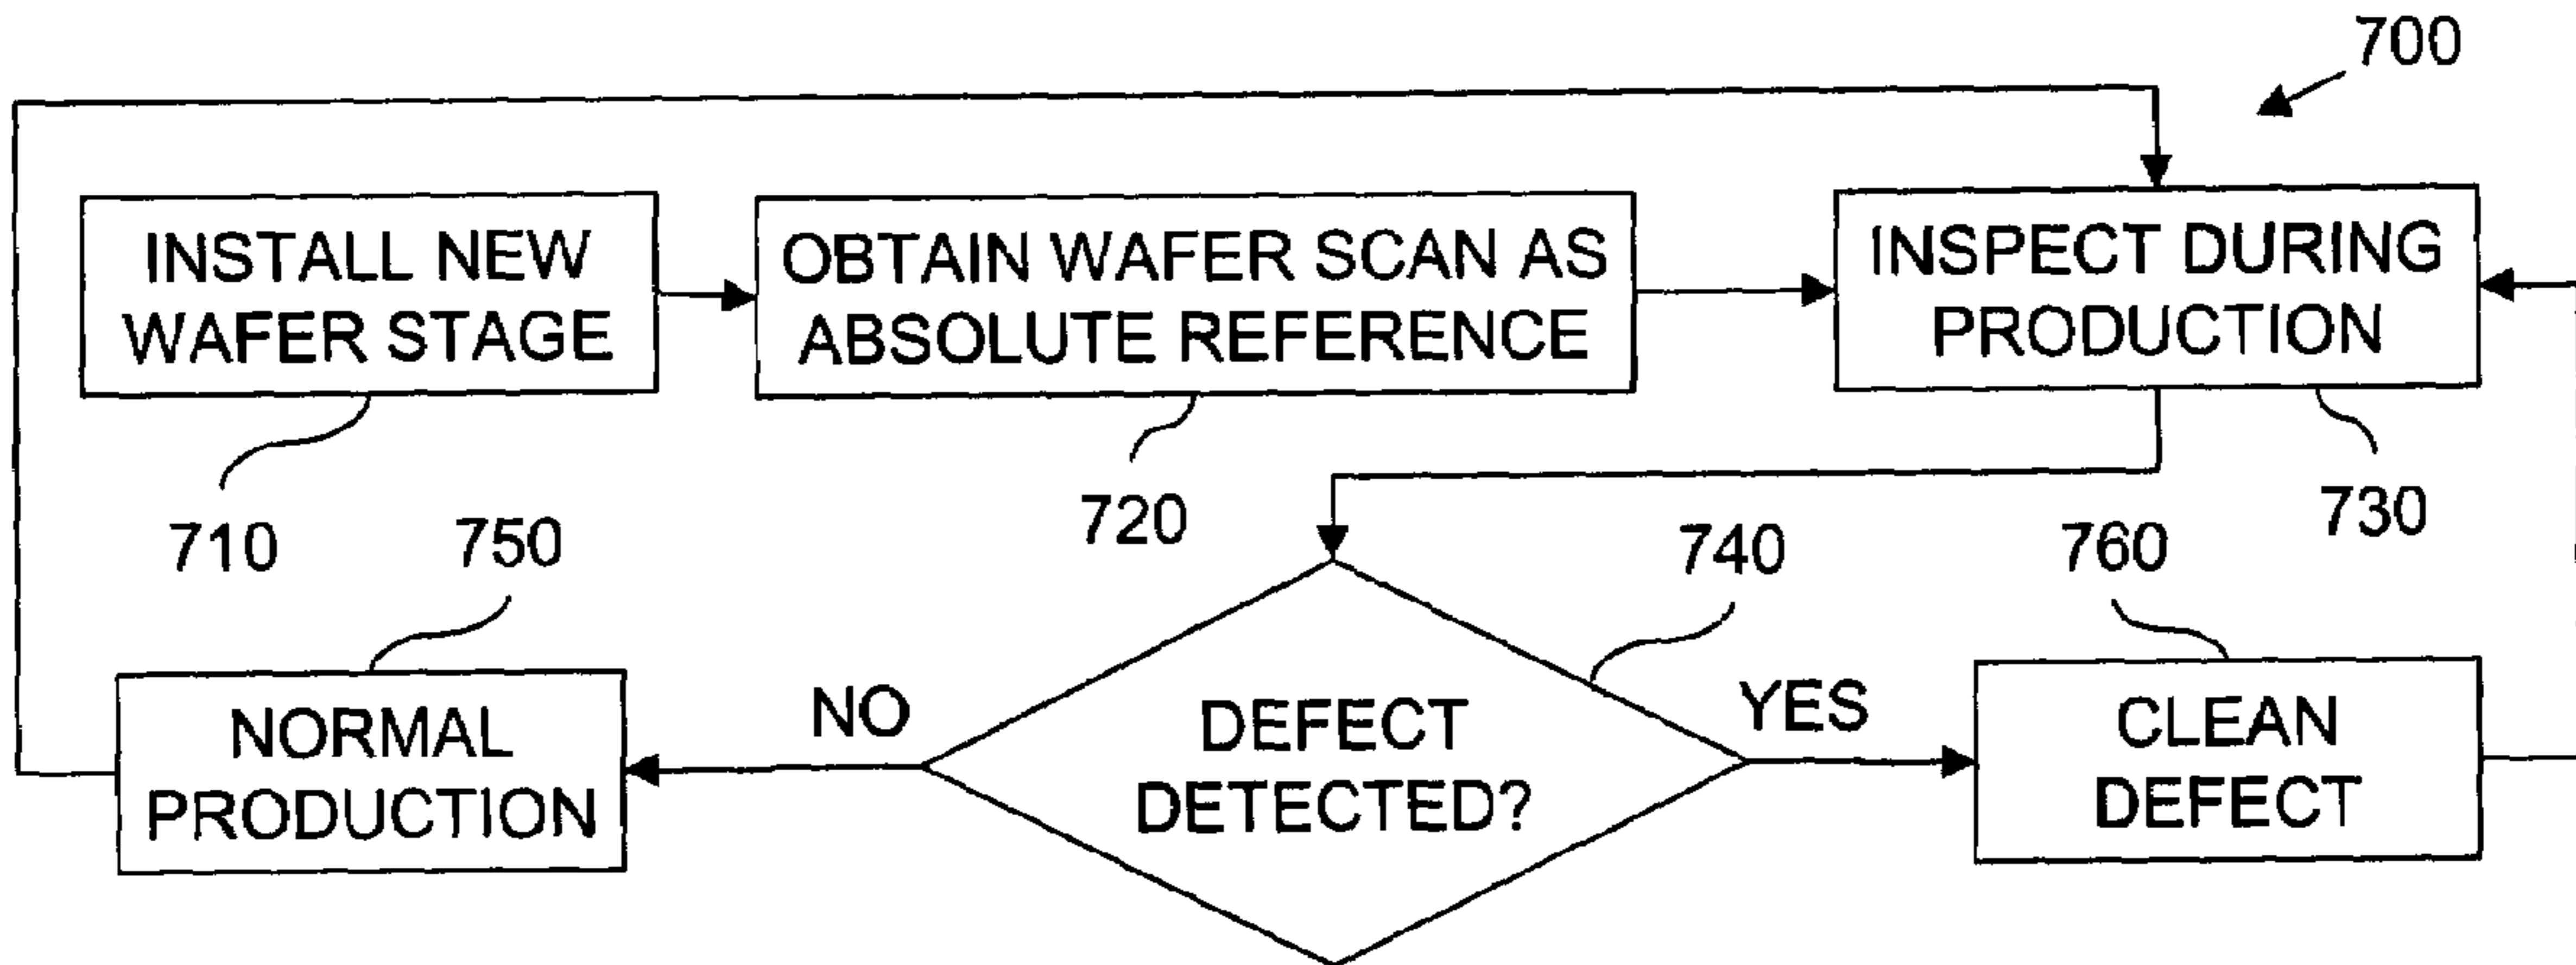 700
INSTALL NEW
WAFER STAGE
OBTAIN WAFER SCAN AS
ABSOLUTE REFERENCE
INSPECT DURING
PRODUCTION
710
720
730
750
740
760
NORMAL
PRODUCTION
NO
DEFECT
DETECTED?
YES
CLEAN
DEFECT